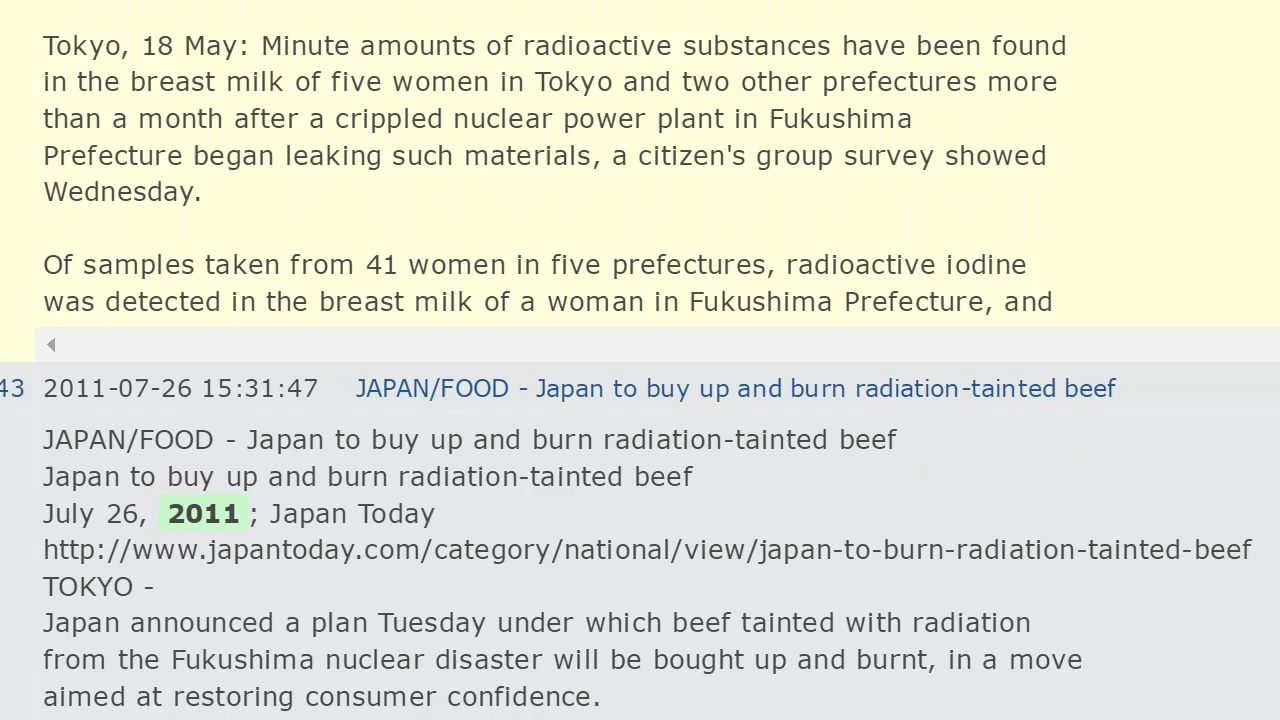 Tokyo, 18 May: Minute amounts of radioactive substances have been found
in the breast milk of five women in Tokyo and two other prefectures more
than a month after a crippled nuclear power plant in Fukushima
Prefecture began leaking such materials, a citizen's group survey showed
Wednesday.
Of samples taken from 41 women in five prefectures, radioactive iodine
was detected in the breast milk of a woman in Fukushima Prefecture, and
43 2011-07-26 15:31:47 JAPAN/FOOD - Japan to buy up and burn radiation-tainted beef
JAPAN/FOOD - Japan to buy up and burn radiation-tainted beef
Japan to buy up and burn radiation-tainted beef
July 26, 2011; Japan Today
http://www.japantoday.com/category/national/view/japan-to-burn-radiation-tainted-beef
TOKYO -
Japan announced a plan Tuesday under which beef tainted with radiation
from the Fukushima nuclear disaster will be bought up and burnt, in a move
aimed at restoring consumer confidence.